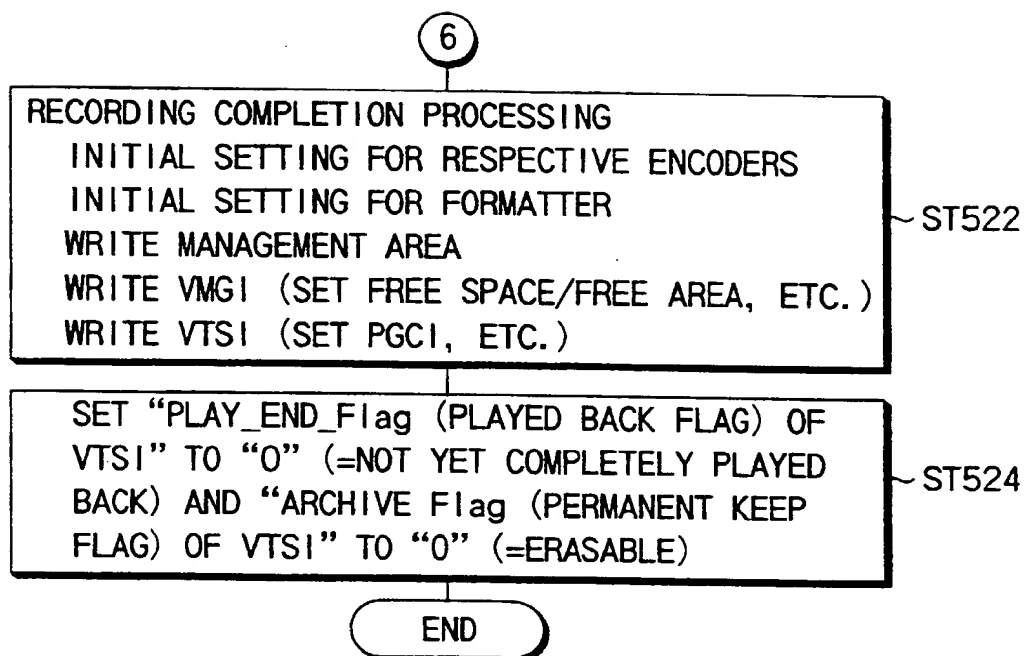 6
RECORDING COMPLETION PROCESSING
INITIAL SETTING FOR RESPECTIVE ENCODERS
INITIAL SETTING FOR FORMATTER
WRITE MANAGEMENT AREA
WRITE VMGI (SET FREE SPACE/FREE AREA, ETC.)
WRITE VTSI (SET PGCI, ETC.)
~ST522
SET “PLAY_END_Flag (PLAYED BACK FLAG) OF
VTSI” TO “0” (=NOT YET COMPLETELY PLAYED
BACK) AND “ARCHIVE Flag (PERMANENT KEEP
FLAG) OF VTSI” TO “0” (=ERASABLE)
~ST524
END